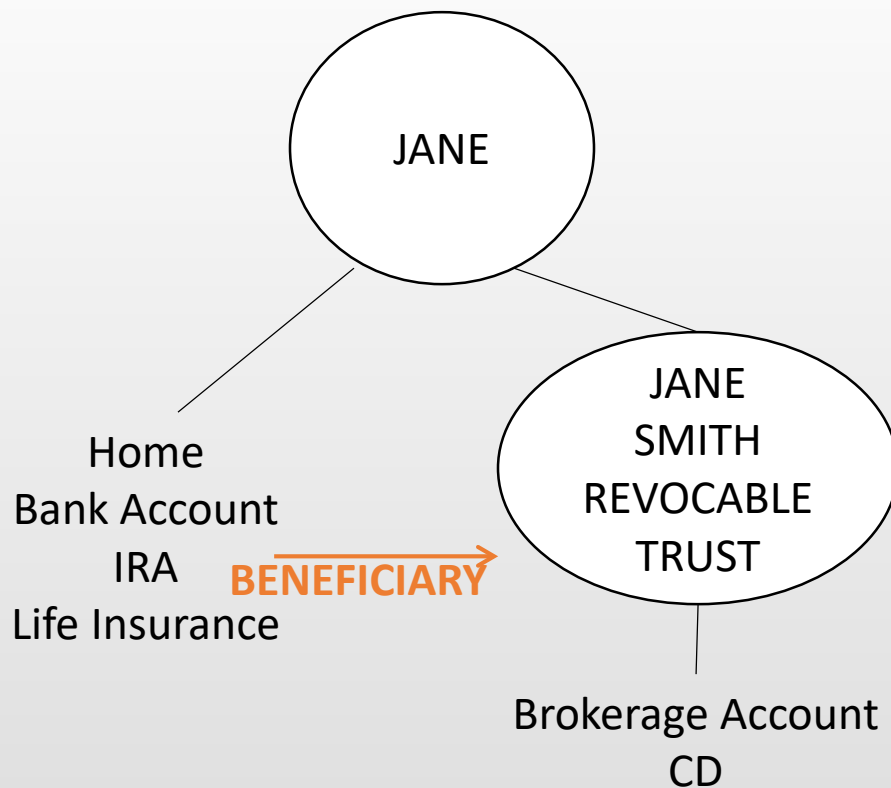 JANE
JANE
SMITH
REVOCABLE
TRUST
Home
Bank Account
IRA
Life Insurance
BENEFICIARY
Brokerage Account
CD